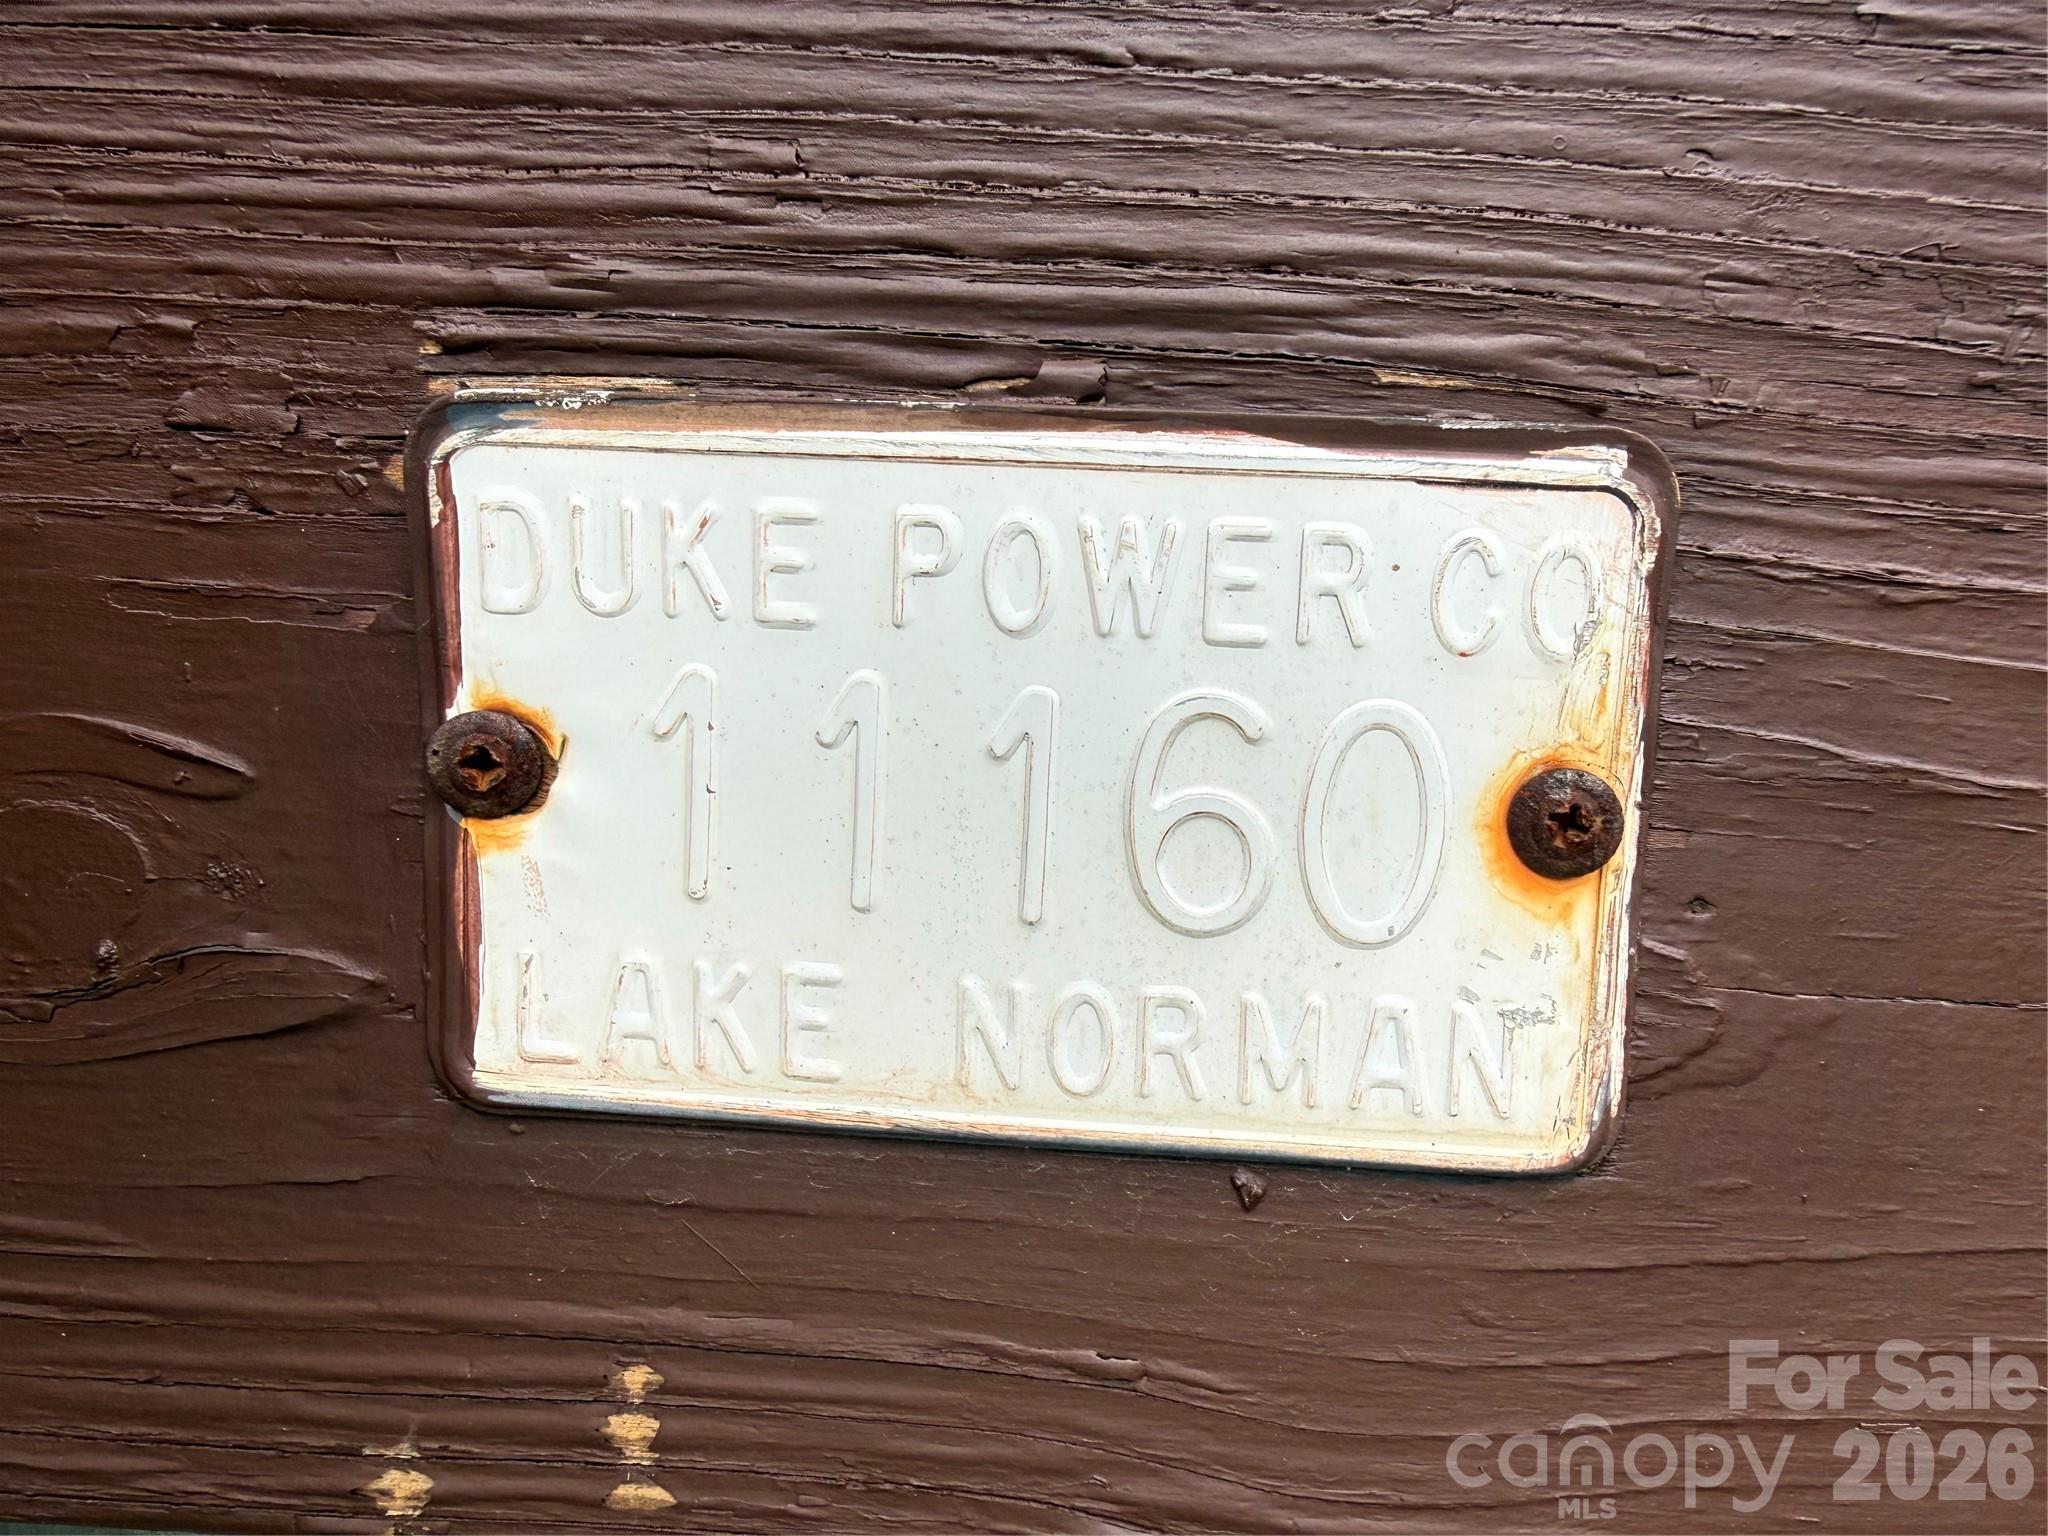 DUKE POWER CO
11160
LAKE NORMAN
For Sale
canopy 2026
MLS